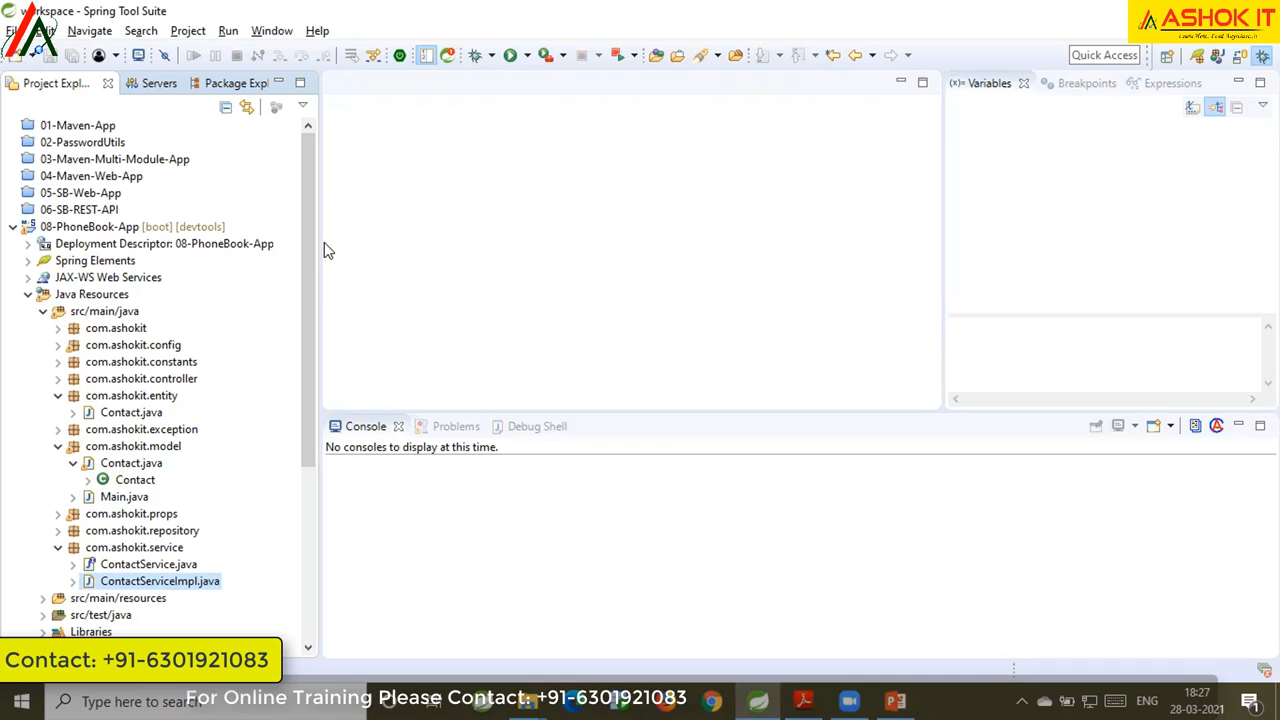 workspace - Spring Tool Suite
ASHOK IT
Navigate Search Project Run Window Help
Quick Access
Project Expl... Servers Package Expl
(x)= Variables Breakpoints Expressions
01-Maven-App
02-PasswordUtils
03-Maven-Multi-Module-App
04-Maven-Web-App
05-SB-Web-App
06-SB-REST-API
08-PhoneBook-App [boot] [devtools]
Deployment Descriptor: 08-PhoneBook-App
Spring Elements
JAX-WS Web Services
Java Resources
src/main/java
com.ashokit
com.ashokit.config
com.ashokit.constants
com.ashokit.controller
com.ashokit.entity
Contact.java
com.ashokit.exception
com.ashokit.model
Contact.java
Contact
Main.java
com.ashokit.props
com.ashokit.repository
com.ashokit.service
ContactService.java
ContactServiceImpl.java
src/main/resources
src/test/java
Libraries
Console Problems Debug Shell
No consoles to display at this time.
Contact: +91-6301921083
Type here to search
For Online Training Please Contact: +91-6301921083
ENG
18:27
28-03-2021